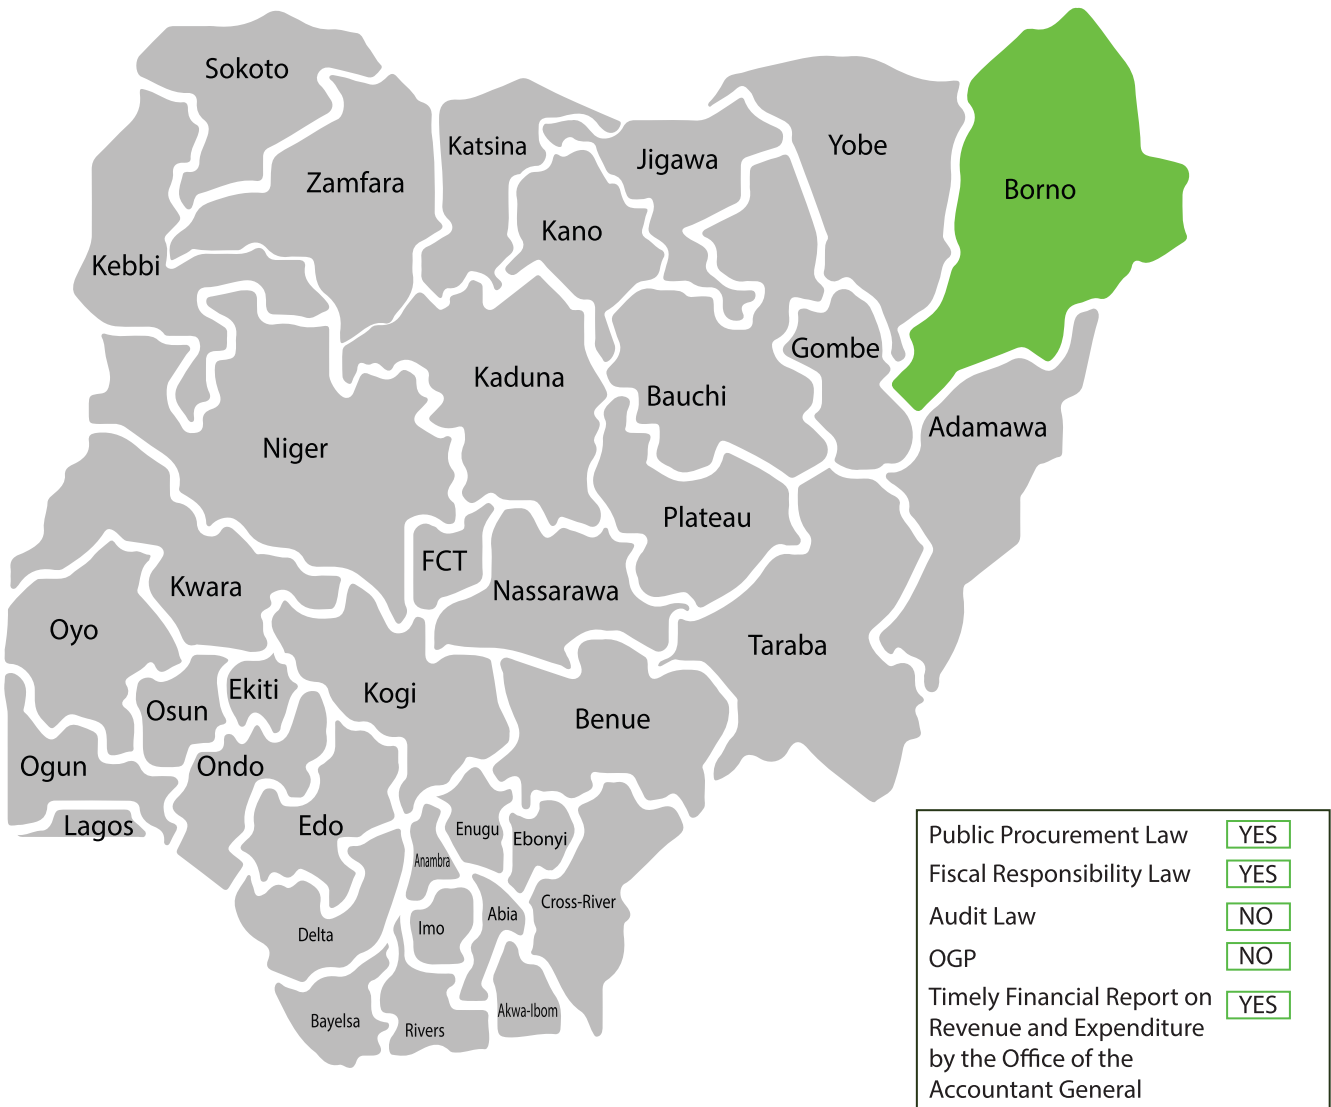 Sokoto
Katsina
Jigawa
Yobe
Zamfara
Borno
Kano
Kebbi
Gombe
Kaduna
Bauchi
Adamawa
Niger
Plateau
FCT
Kwara
Nassarawa
Oyo
Taraba
Ekiti
Kogi
Osun
Benue
Ogun
Ondo
Lagos
Edo
Enugu
Ebonyi
Anambra
Cross-River
Abia
Imo
Delta
Akwa-Ibom
Bayelsa
Rivers
Public Procurement Law YES
Fiscal Responsibility Law YES
Audit Law NO
OGP NO
Timely Financial Report on YES
Revenue and Expenditure
by the Office of the
Accountant General